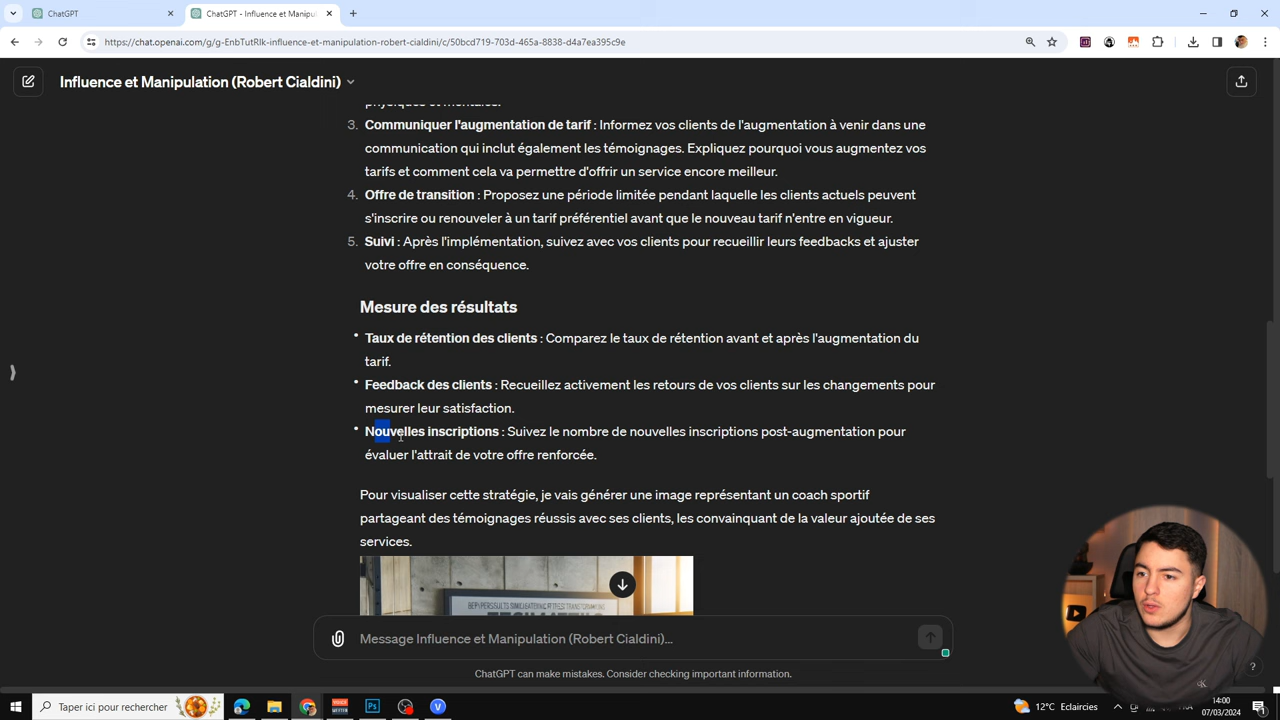 ChatGPT
ChatGPT - Influence et Manipul
https://chat.openai.com/g/g-EnbTutRIk-influence-et-manipulation-robert-cialdini/c/50bcd719-703d-465a-8838-d4a7ea395c9e
Influence et Manipulation (Robert Cialdini)
physiques et mentales.
3. Communiquer l'augmentation de tarif : Informez vos clients de l'augmentation à venir dans une
communication qui inclut également les témoignages. Expliquez pourquoi vous augmentez vos
tarifs et comment cela va permettre d'offrir un service encore meilleur.
4. Offre de transition : Proposez une période limitée pendant laquelle les clients actuels peuvent
s'inscrire ou renouveler à un tarif préférentiel avant que le nouveau tarif n'entre en vigueur.
5. Suivi : Après l'implémentation, suivez avec vos clients pour recueillir leurs feedbacks et ajuster
votre offre en conséquence.
Mesure des résultats
• Taux de rétention des clients : Comparez le taux de rétention avant et après l'augmentation du
tarif.
• Feedback des clients : Recueillez activement les retours de vos clients sur les changements pour
mesurer leur satisfaction.
• Nouvelles inscriptions : Suivez le nombre de nouvelles inscriptions post-augmentation pour
évaluer l'attrait de votre offre renforcée.
Pour visualiser cette stratégie, je vais générer une image représentant un coach sportif
partageant des témoignages réussis avec ses clients, les convainquant de la valeur ajoutée de ses
services.
Message Influence et Manipulation (Robert Cialdini)...
ChatGPT can make mistakes. Consider checking important information.
?
Taper ici pour rechercher
12°C Eclaircies
14:00
07/03/2024